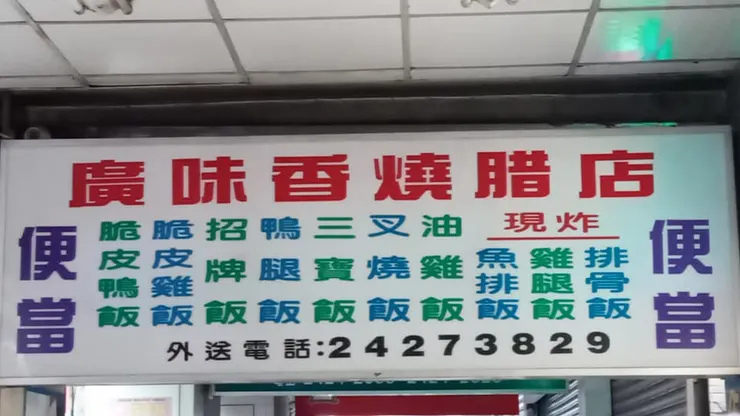 廣味香燒腊店
便當
脆皮鴨飯
脆皮雞飯
招牌飯
鴨腿飯
三寶飯
叉燒飯
油雞飯
現炸
魚排飯
雞腿飯
排骨飯
便當
外送電話:24273829